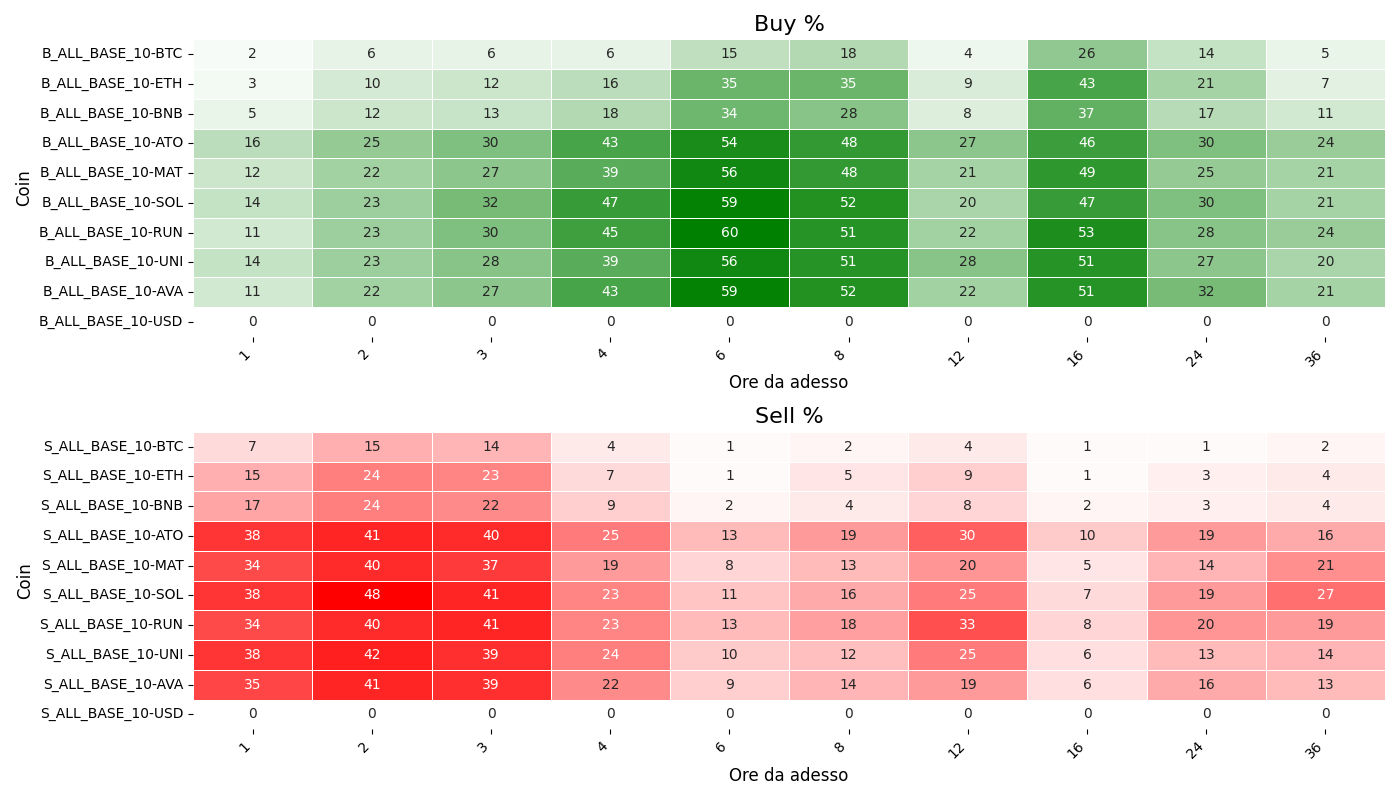 Buy %
Coin
B_ALL_BASE_10-BTC 2 6 6 6 15 18 4 26 14 5
B_ALL_BASE_10-ETH 3 10 12 16 35 35 9 43 21 7
B_ALL_BASE_10-BNB 5 12 13 18 34 28 8 37 17 11
B_ALL_BASE_10-ATO 16 25 30 43 54 48 27 46 30 24
B_ALL_BASE_10-MAT 12 22 27 39 56 48 21 49 25 21
B_ALL_BASE_10-SOL 14 23 32 47 59 52 20 47 30 21
B_ALL_BASE_10-RUN 11 23 30 45 60 51 22 53 28 24
B_ALL_BASE_10-UNI 14 23 28 39 56 51 28 51 27 20
B_ALL_BASE_10-AVA 11 22 27 43 59 52 22 51 32 21
B_ALL_BASE_10-USD 0 0 0 0 0 0 0 0 0 0
1 2 3 4 6 8 12 16 24 36
Ore da adesso
Sell %
Coin
S_ALL_BASE_10-BTC 7 15 14 4 1 2 4 1 1 2
S_ALL_BASE_10-ETH 15 24 23 7 1 5 9 1 3 4
S_ALL_BASE_10-BNB 17 24 22 9 2 4 8 2 3 4
S_ALL_BASE_10-ATO 38 41 40 25 13 19 30 10 19 16
S_ALL_BASE_10-MAT 34 40 37 19 8 13 20 5 14 21
S_ALL_BASE_10-SOL 38 48 41 23 11 16 25 7 19 27
S_ALL_BASE_10-RUN 34 40 41 23 13 18 33 8 20 19
S_ALL_BASE_10-UNI 38 42 39 24 10 12 25 6 13 14
S_ALL_BASE_10-AVA 35 41 39 22 9 14 19 6 16 13
S_ALL_BASE_10-USD 0 0 0 0 0 0 0 0 0 0
1 2 3 4 6 8 12 16 24 36
Ore da adesso